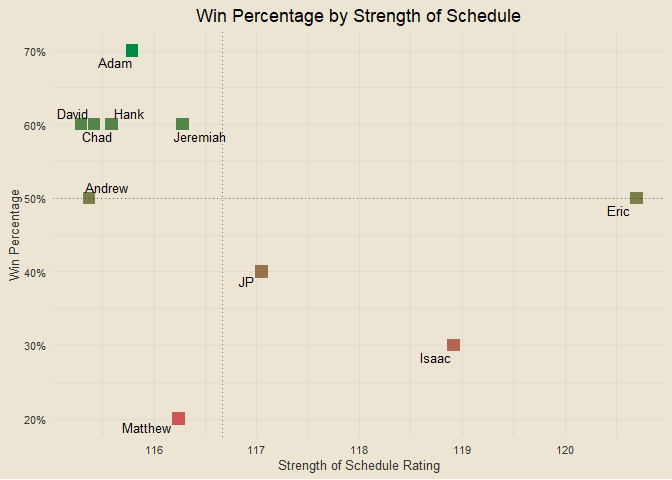 Win Percentage by Strength of Schedule
70%
Adam
David
Hank
60%
Chad
Jeremiah
Andrew
50%
Eric
Win Percentage
40%
JP
30%
Isaac
20%
Matthew
116
117
118
119
120
Strength of Schedule Rating